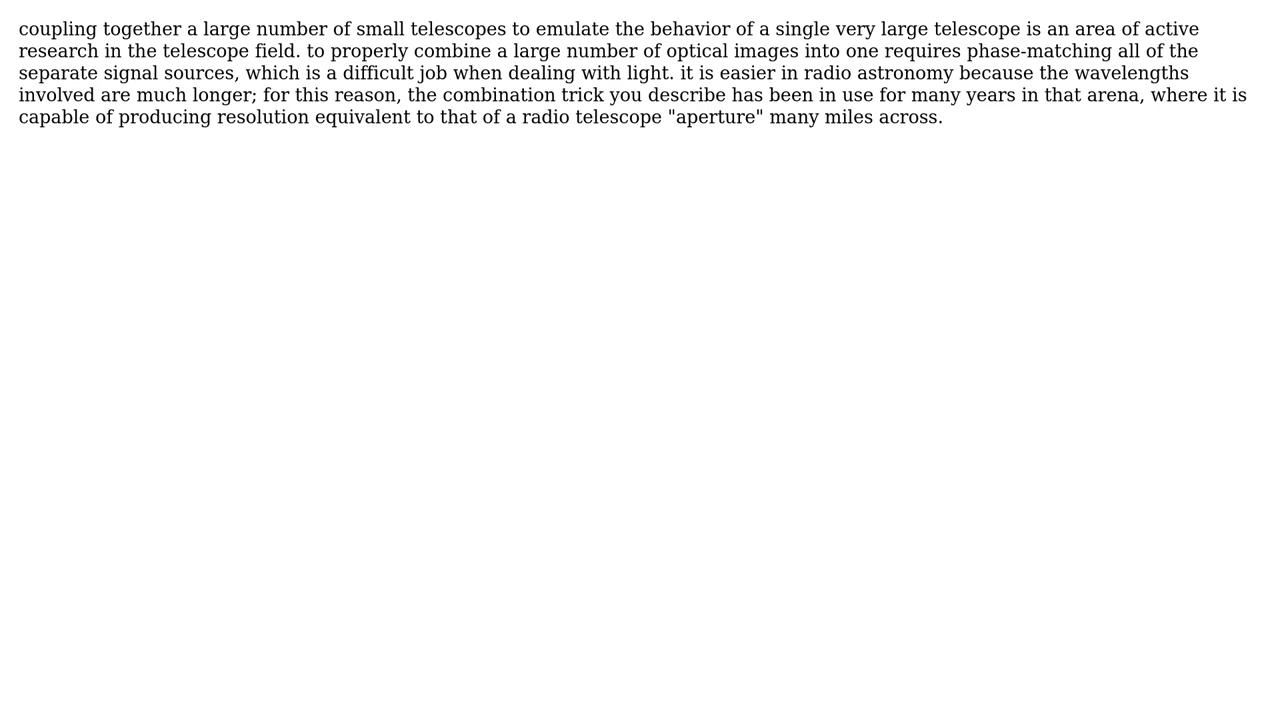 coupling together a large number of small telescopes to emulate the behavior of a single very large telescope is an area of active
research in the telescope field. to properly combine a large number of optical images into one requires phase-matching all of the
separate signal sources, which is a difficult job when dealing with light. it is easier in radio astronomy because the wavelengths
involved are much longer; for this reason, the combination trick you describe has been in use for many years in that arena, where it is
capable of producing resolution equivalent to that of a radio telescope "aperture" many miles across.